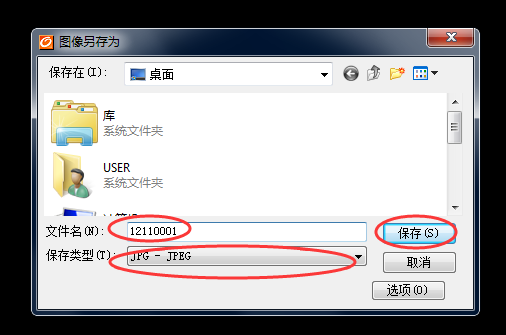 图像另存为
保存在(I): 桌面
库
系统文件夹
USER
系统文件夹
文件名(N): 12110001 保存(S)
保存类型(T): JPG - JPEG 取消
选项(O)